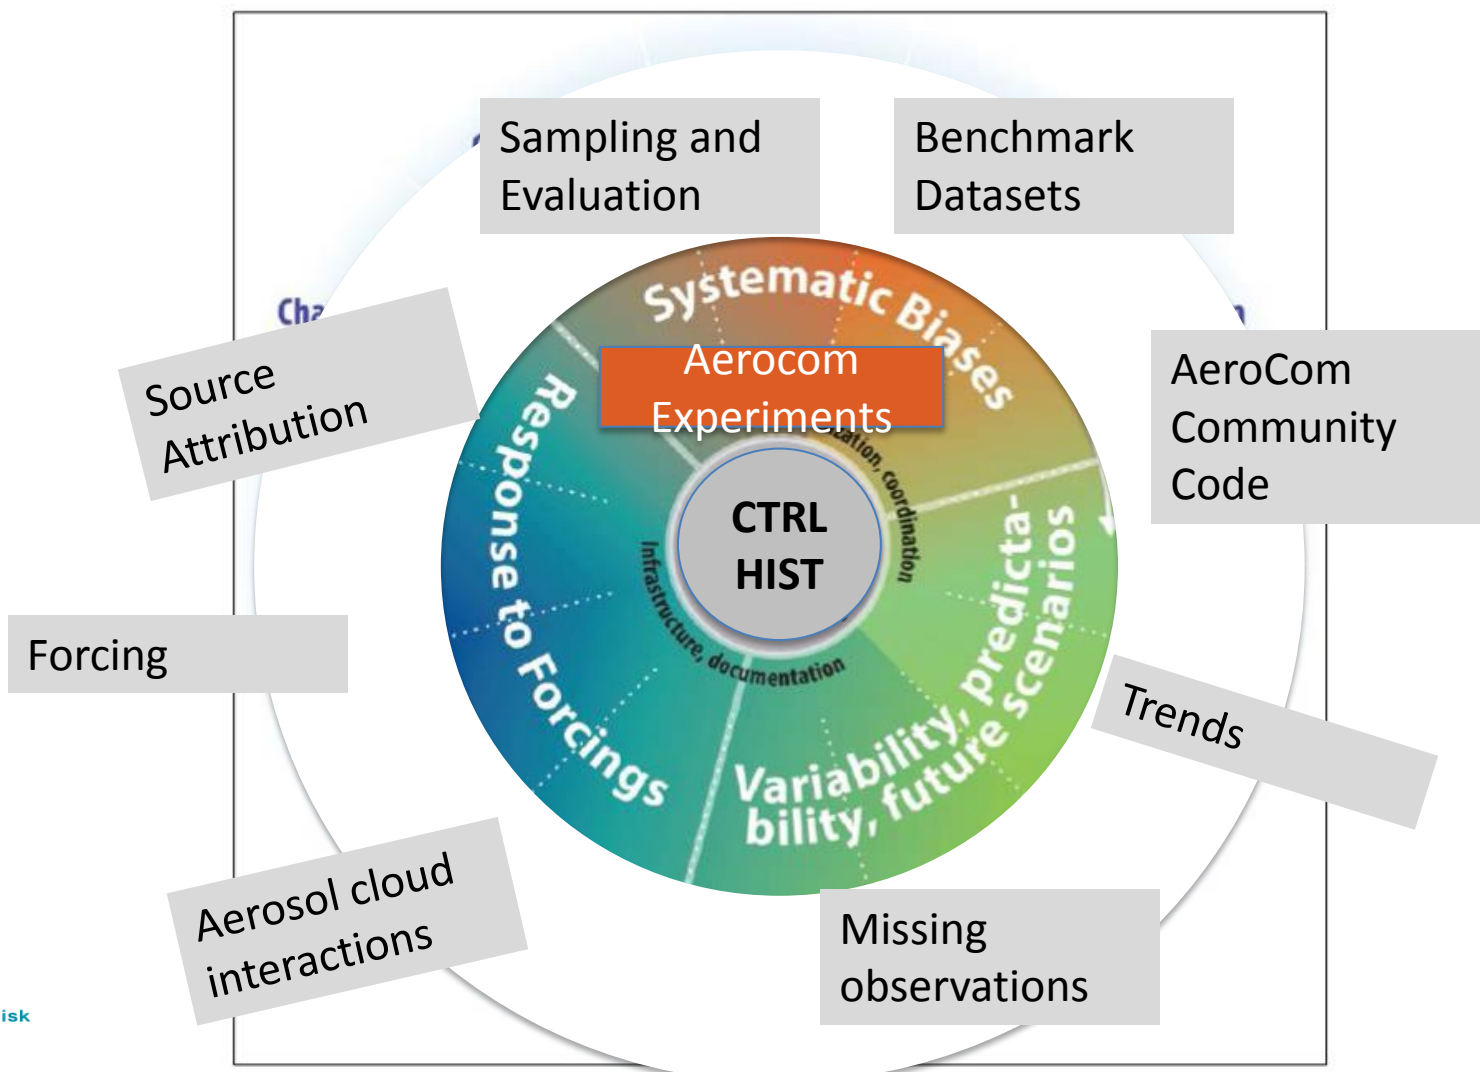 Sampling and
Evaluation
Benchmark
Datasets
Source
Attribution
Systematic Biases
Aerocom
Experiments
AeroCom
Community
Code
coordination
CTRL
HIST
Infrastructure, documentation
Response to Forcings
Variability, predicta-
bility, future scenarios
Forcing
Trends
Aerosol cloud
interactions
Missing
observations